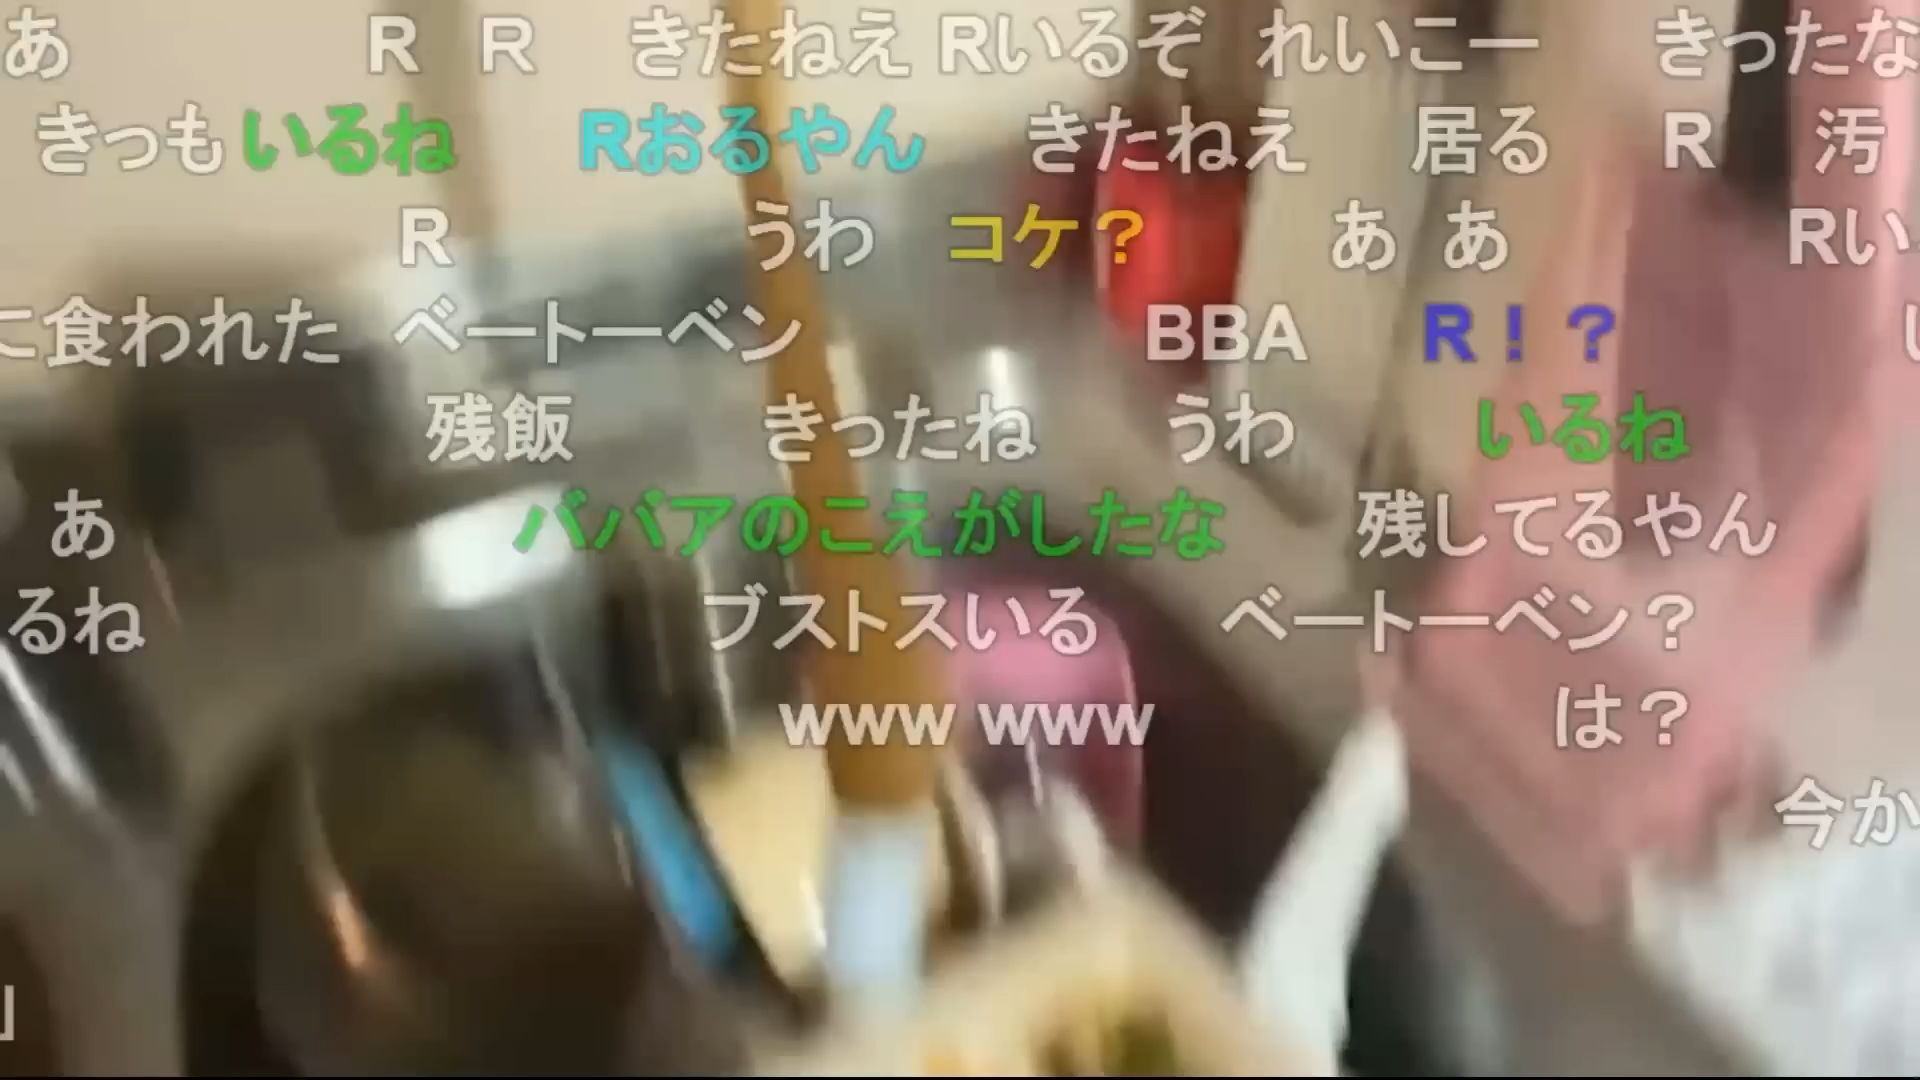 あ R R きたねえ Rいるぞ れいこー きったな
きっも いるね Rおるやん きたねえ 居る R 汚
R うわ コケ？ あ あ Rい
に食われた ベートーベン BBA R！？
残飯 きったね うわ いるね
あ ババアのこえがしたな 残してるやん
るね ブストスいる ベートーベン？
www www は？
今か
」